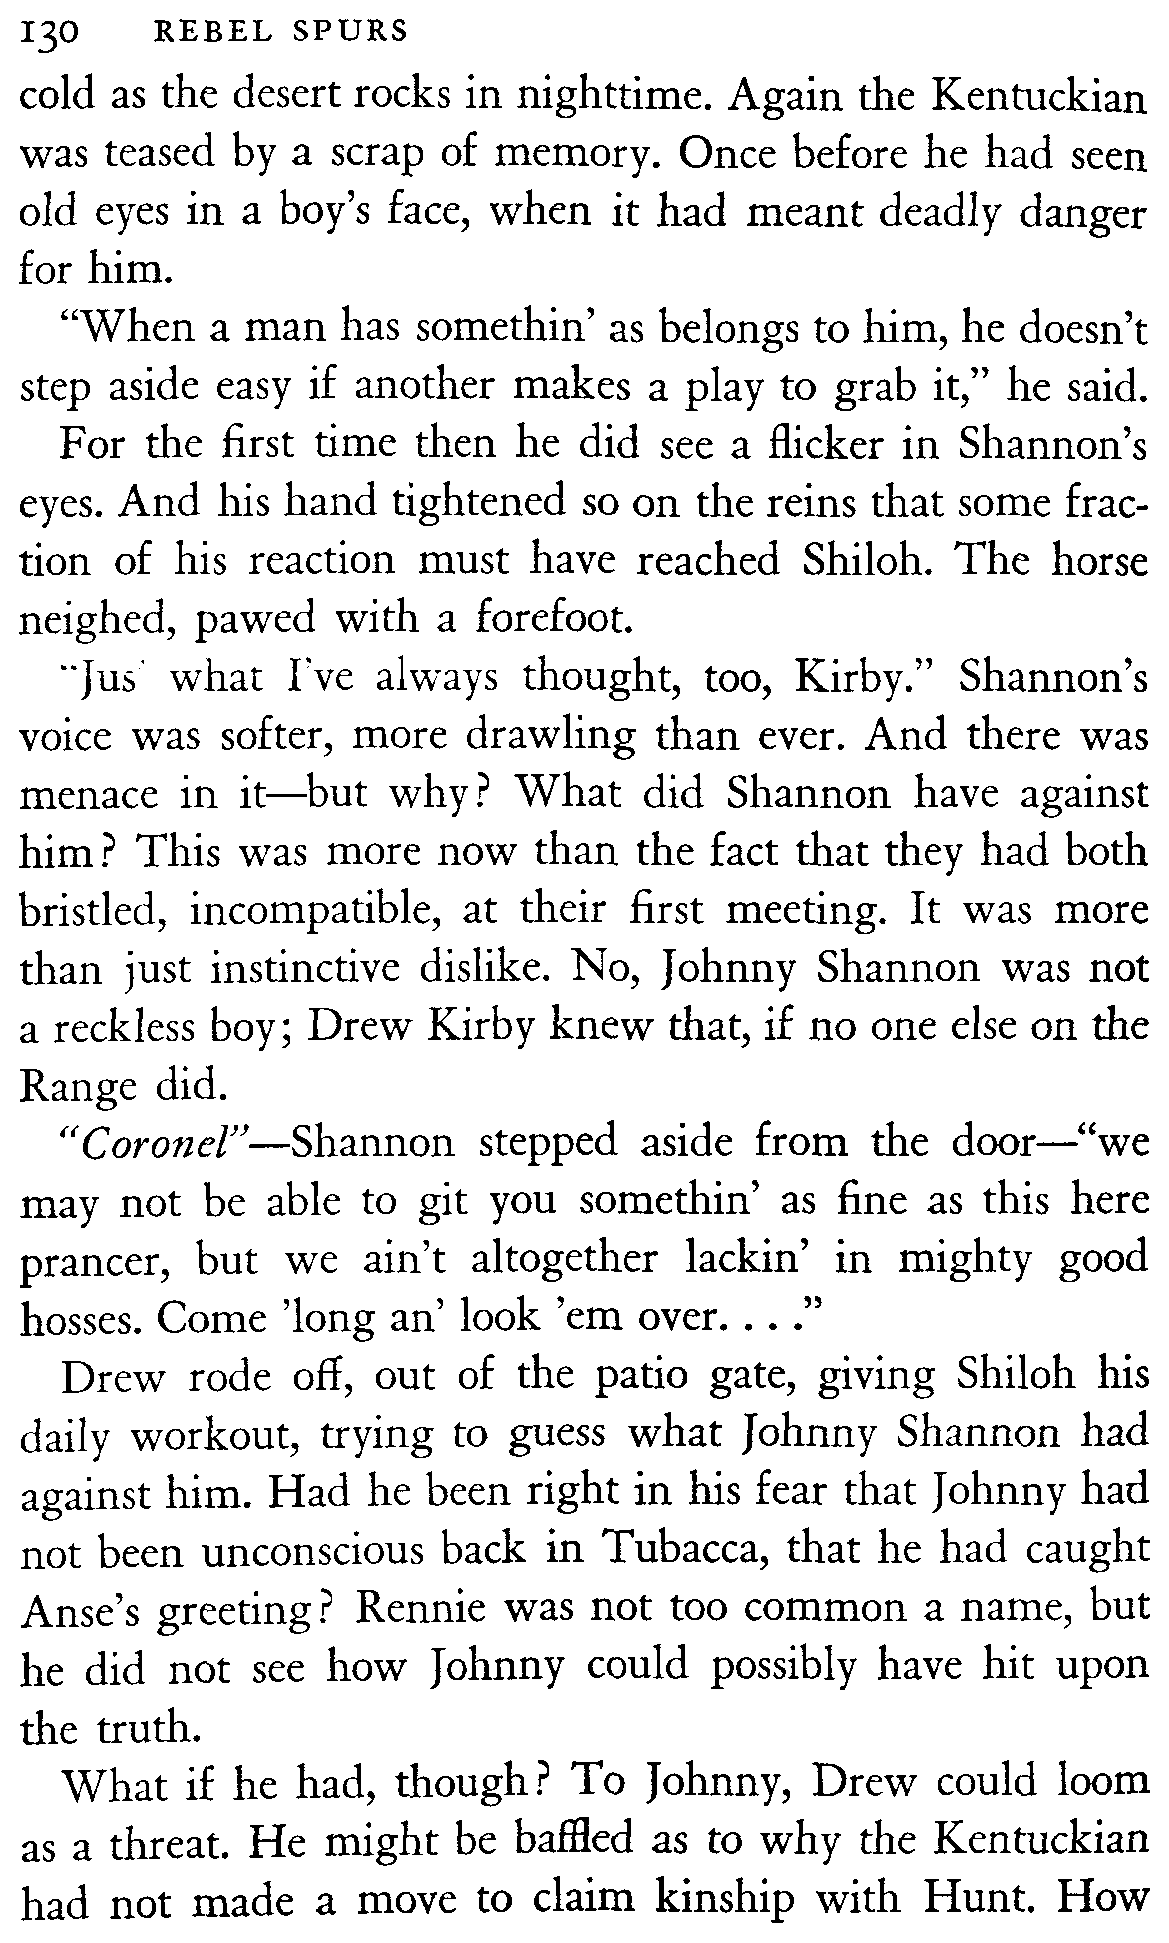 130 REBEL SPURS
cold as the desert rocks in nighttime. Again the Kentuckian
was teased by a scrap of memory. Once before he had seen
old eyes in a boy's face, when it had meant deadly danger
for him.
“When a man has somethin’ as belongs to him, he doesn’t
step aside easy if another makes a play to grab it,” he said.
For the first time then he did see a flicker in Shannon’s
eyes. And his hand tightened so on the reins that some frac-
tion of his reaction must have reached Shiloh. The horse
neighed, pawed with a forefoot.
“Jus’ what I’ve always thought, too, Kirby.” Shannon’s
voice was softer, more drawling than ever. And there was
menace in it—but why? What did Shannon have against
him? This was more now than the fact that they had both
bristled, incompatible, at their first meeting. It was more
than just instinctive dislike. No, Johnny Shannon was not
a reckless boy; Drew Kirby knew that, if no one else on the
Range did.
“Coronel”—Shannon stepped aside from the door—“we
may not be able to git you somethin’ as fine as this here
prancer, but we ain’t altogether lackin’ in mighty good
hosses. Come ’long an’ look ’em over. . . .”
Drew rode off, out of the patio gate, giving Shiloh his
daily workout, trying to guess what Johnny Shannon had
against him. Had he been right in his fear that Johnny had
not been unconscious back in Tubacca, that he had caught
Anse’s greeting? Rennie was not too common a name, but
he did not see how Johnny could possibly have hit upon
the truth.
What if he had, though? To Johnny, Drew could loom
as a threat. He might be baffled as to why the Kentuckian
had not made a move to claim kinship with Hunt. How